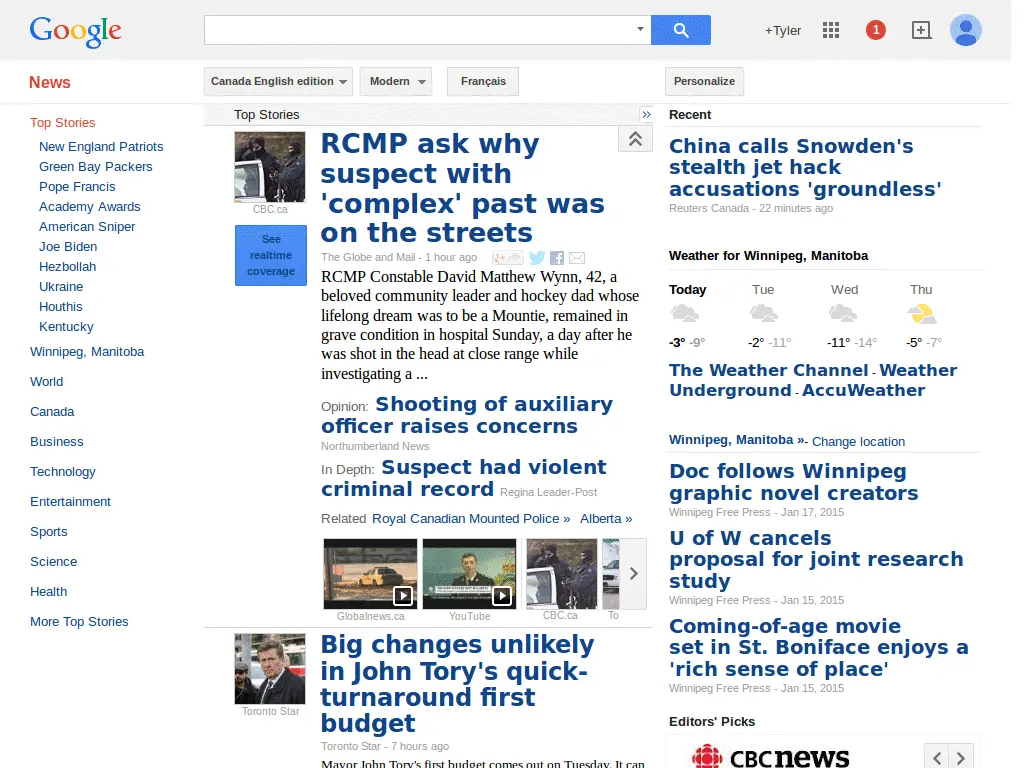 Google
+Tyler
1
News
Canada English edition
Modern
Français
Personalize
Top Stories
New England Patriots
Green Bay Packers
Pope Francis
Academy Awards
American Sniper
Joe Biden
Hezbollah
Ukraine
Houthis
Kentucky
Winnipeg, Manitoba
World
Canada
Business
Technology
Entertainment
Sports
Science
Health
More Top Stories
Top Stories
»
CBC.ca
See
realtime
coverage
RCMP ask why
suspect with
'complex' past was
on the streets
The Globe and Mail - 1 hour ago
RCMP Constable David Matthew Wynn, 42, a
beloved community leader and hockey dad whose
lifelong dream was to be a Mountie, remained in
grave condition in hospital Sunday, a day after he
was shot in the head at close range while
investigating a ...
Opinion: Shooting of auxiliary
officer raises concerns
Northumberland News
In Depth: Suspect had violent
criminal record Regina Leader-Post
Related Royal Canadian Mounted Police » Alberta »
Globalnews.ca
YouTube
CBC.ca
To
Toronto Star
Big changes unlikely
in John Tory's quick-
turnaround first
budget
Toronto Star - 7 hours ago
Mayor John Tory's first budget comes out on Tuesday. It can
Recent
China calls Snowden's
stealth jet hack
accusations 'groundless'
Reuters Canada - 22 minutes ago
Weather for Winnipeg, Manitoba
Today Tue Wed Thu
-3° -9° -2° -11° -11° -14° -5° -7°
The Weather Channel - Weather
Underground - AccuWeather
Winnipeg, Manitoba »- Change location
Doc follows Winnipeg
graphic novel creators
Winnipeg Free Press - Jan 17, 2015
U of W cancels
proposal for joint research
study
Winnipeg Free Press - Jan 15, 2015
Coming-of-age movie
set in St. Boniface enjoys a
'rich sense of place'
Winnipeg Free Press - Jan 15, 2015
Editors' Picks
CBCnews